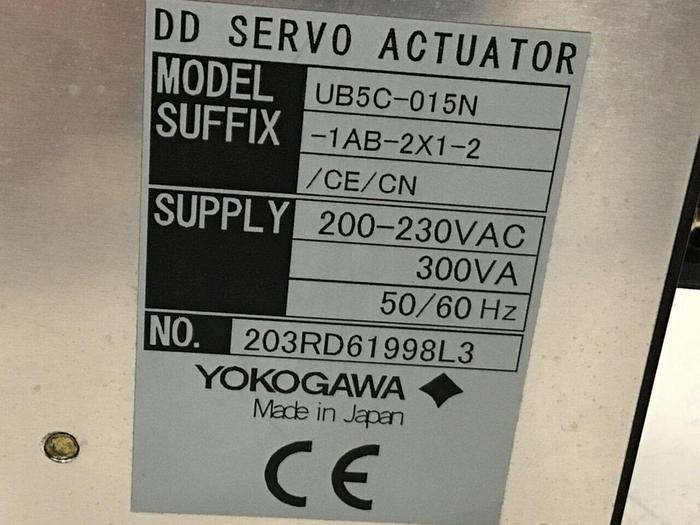 DD SERVO ACTUATOR
MODEL UB5C-015N
SUFFIX -1AB-2X1-2
/CE/CN
SUPPLY 200-230VAC
300VA
50/60 Hz
NO. 203RD61998L3
YOKOGAWA
Made in Japan
CE